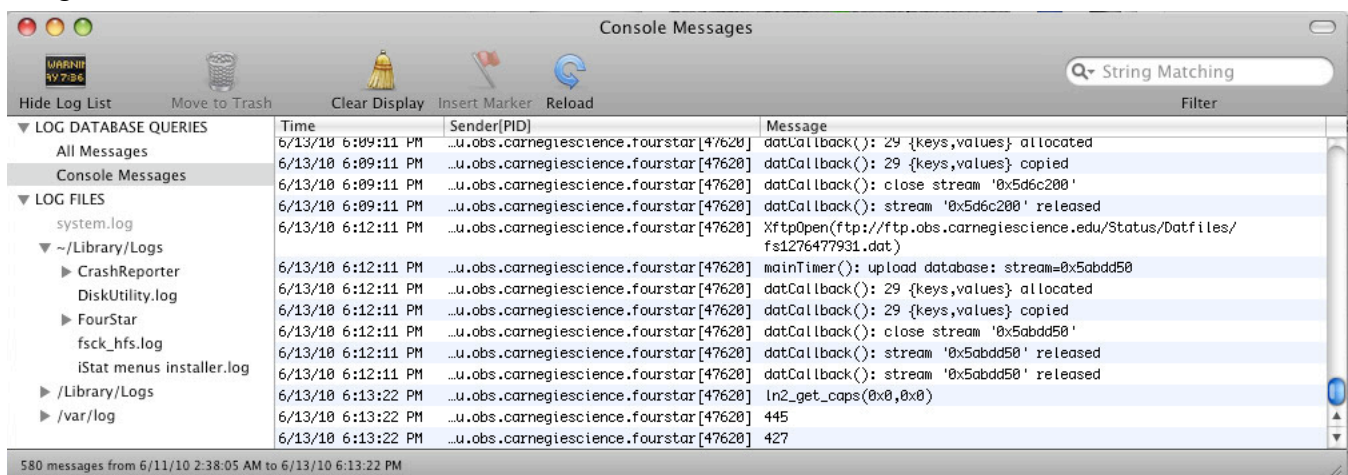 Console Messages
WARNIN
AY 7:36
Hide Log List Move to Trash Clear Display Insert Marker Reload String Matching Filter
LOG DATABASE QUERIES
All Messages
Console Messages
LOG FILES
system.log
~/Library/Logs
CrashReporter
DiskUtility.log
FourStar
fsck_hfs.log
iStat menus installer.log
/Library/Logs
/var/log
Time Sender[PID] Message
6/13/10 6:09:11 PM …u.obs.carnegiescience.fourstar[47620] datCallback(): 29 {keys,values} allocated
6/13/10 6:09:11 PM …u.obs.carnegiescience.fourstar[47620] datCallback(): 29 {keys,values} copied
6/13/10 6:09:11 PM …u.obs.carnegiescience.fourstar[47620] datCallback(): close stream '0x5d6c200'
6/13/10 6:09:11 PM …u.obs.carnegiescience.fourstar[47620] datCallback(): stream '0x5d6c200' released
6/13/10 6:12:11 PM …u.obs.carnegiescience.fourstar[47620] XftpOpen(ftp://ftp.obs.carnegiescience.edu/Status/Datfiles/
fs1276477931.dat)
6/13/10 6:12:11 PM …u.obs.carnegiescience.fourstar[47620] mainTimer(): upload database: stream=0x5abdd50
6/13/10 6:12:11 PM …u.obs.carnegiescience.fourstar[47620] datCallback(): 29 {keys,values} allocated
6/13/10 6:12:11 PM …u.obs.carnegiescience.fourstar[47620] datCallback(): 29 {keys,values} copied
6/13/10 6:12:11 PM …u.obs.carnegiescience.fourstar[47620] datCallback(): close stream '0x5abdd50'
6/13/10 6:12:11 PM …u.obs.carnegiescience.fourstar[47620] datCallback(): stream '0x5abdd50' released
6/13/10 6:12:11 PM …u.obs.carnegiescience.fourstar[47620] datCallback(): stream '0x5abdd50' released
6/13/10 6:13:22 PM …u.obs.carnegiescience.fourstar[47620] ln2_get_caps(0x0,0x0)
6/13/10 6:13:22 PM …u.obs.carnegiescience.fourstar[47620] 445
6/13/10 6:13:22 PM …u.obs.carnegiescience.fourstar[47620] 427
580 messages from 6/11/10 2:38:05 AM to 6/13/10 6:13:22 PM